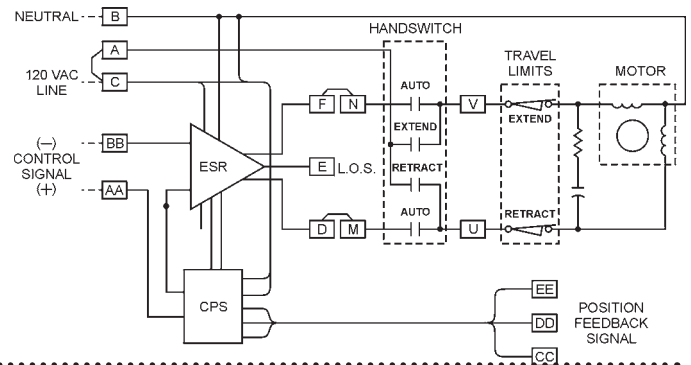 NEUTRAL B
HANDSWITCH
A
120 VAC
LINE
C
TRAVEL
LIMITS
MOTOR
AUTO
F N
V
EXTEND
EXTEND
(—)
CONTROL
SIGNAL
(+)
BB
AA
ESR
E L.O.S.
RETRACT
AUTO
D M
U
RETRACT
CPS
EE
DD
CC
POSITION
FEEDBACK
SIGNAL